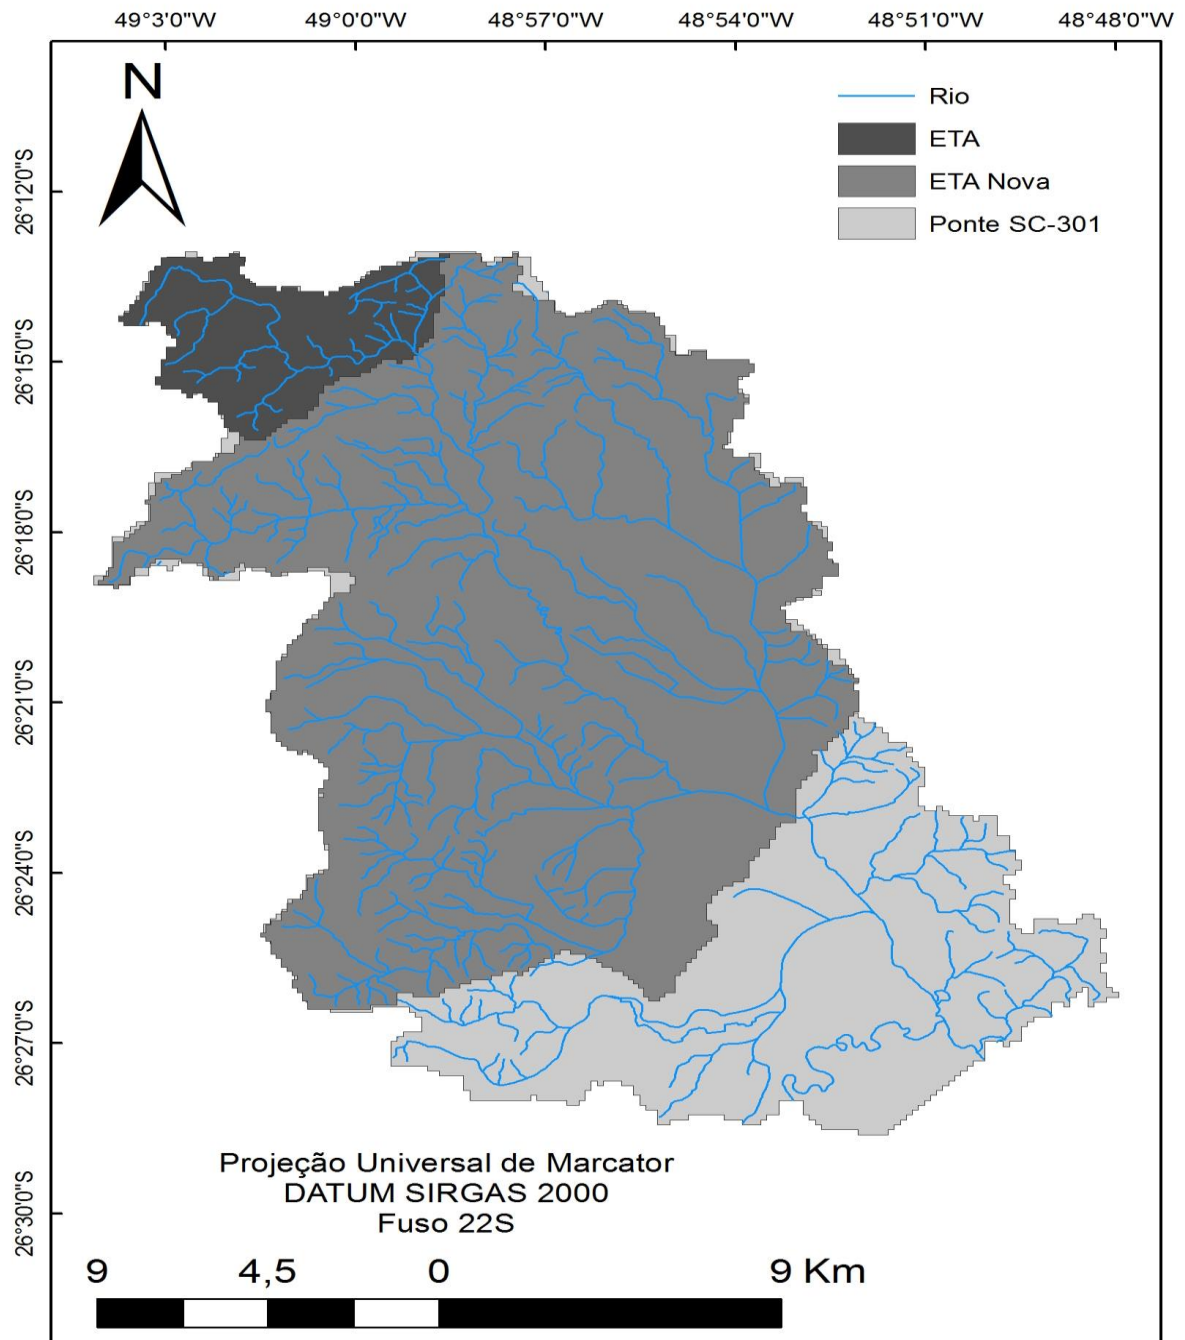 49°3'0"W 49°0'0"W 48°57'0"W 48°54'0"W 48°51'0"W 48°48'0"W
N
Rio
ETA
ETA Nova
Ponte SC-301
26°12'0"S
26°15'0"S
26°18'0"S
26°21'0"S
26°24'0"S
26°27'0"S
26°30'0"S
Projeção Universal de Marcator
DATUM SIRGAS 2000
Fuso 22S
9 4,5 0 9 Km